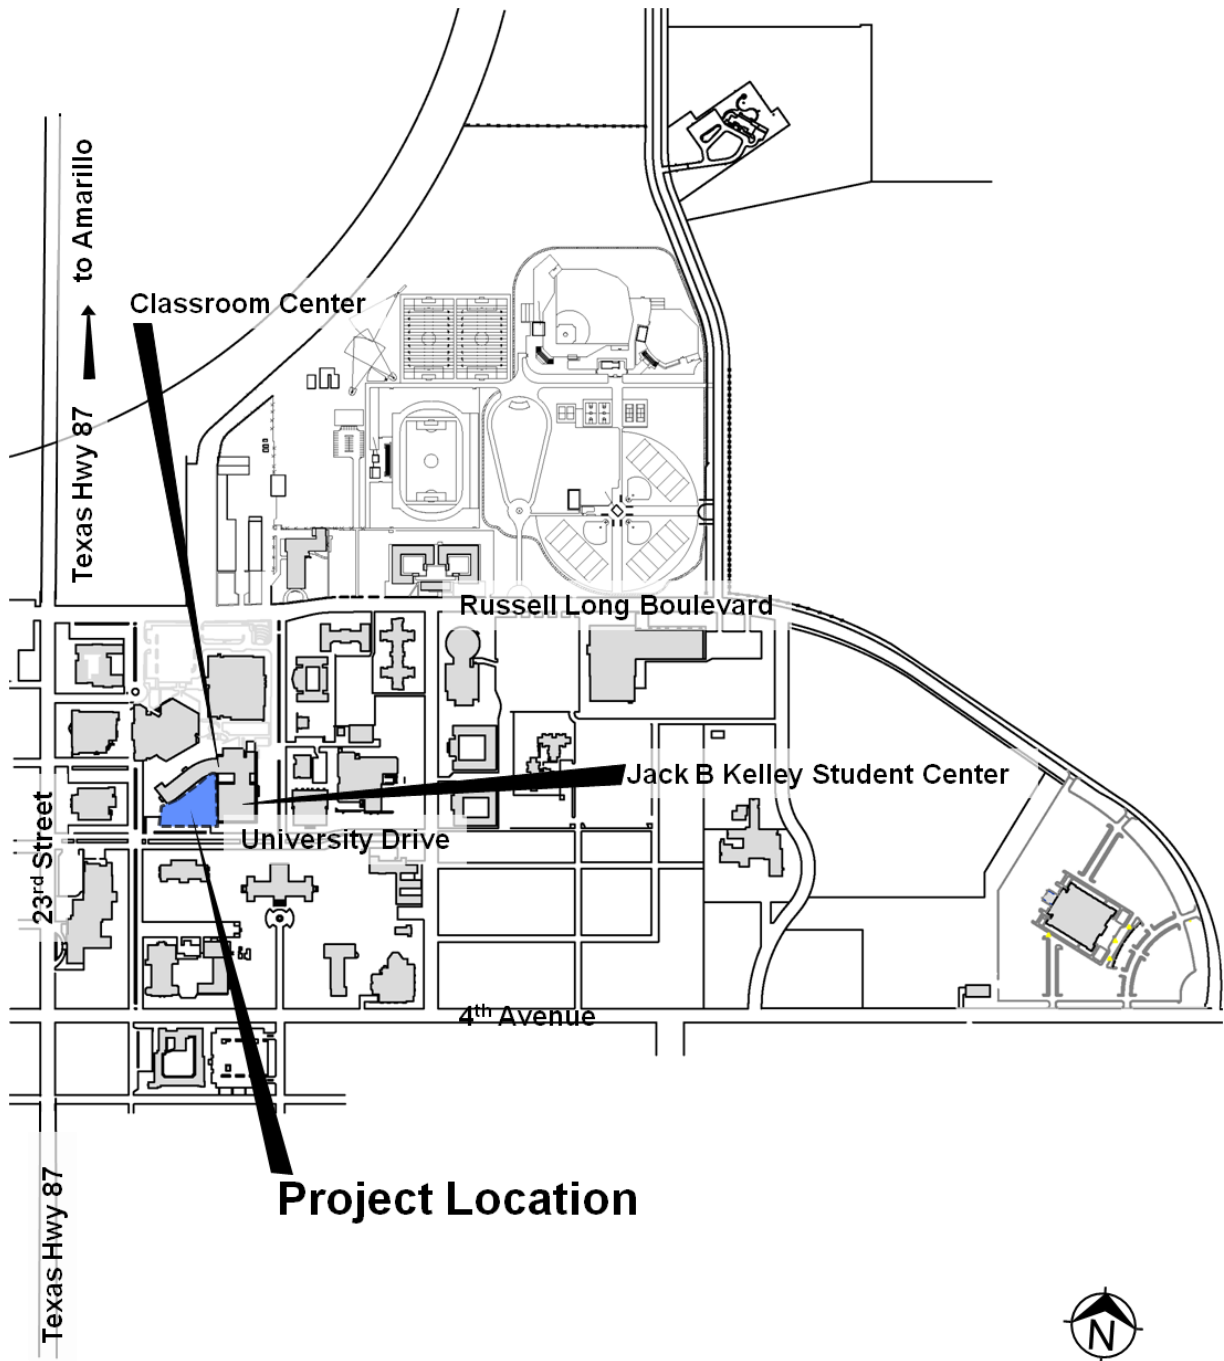 to Amarillo
Texas Hwy 87
Classroom Center
Russell Long Boulevard
Jack B Kelley Student Center
University Drive
23rd Street
4th Avenue
Project Location
Texas Hwy 87
N